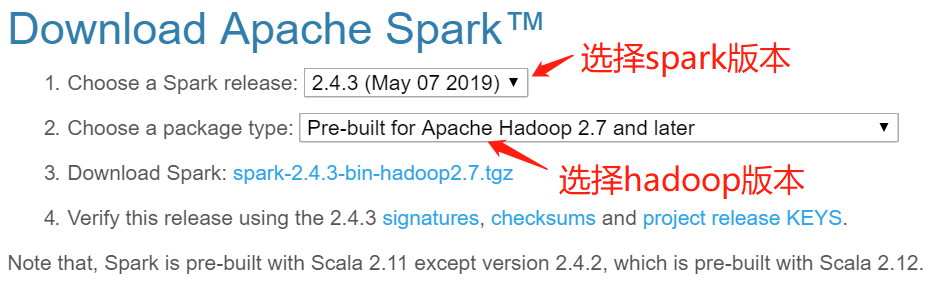 Download Apache Spark™
选择spark版本
1. Choose a Spark release: 2.4.3 (May 07 2019)
2. Choose a package type: Pre-built for Apache Hadoop 2.7 and later
3. Download Spark: spark-2.4.3-bin-hadoop2.7.tgz
选择hadoop版本
4. Verify this release using the 2.4.3 signatures, checksums and project release KEYS.
Note that, Spark is pre-built with Scala 2.11 except version 2.4.2, which is pre-built with Scala 2.12.